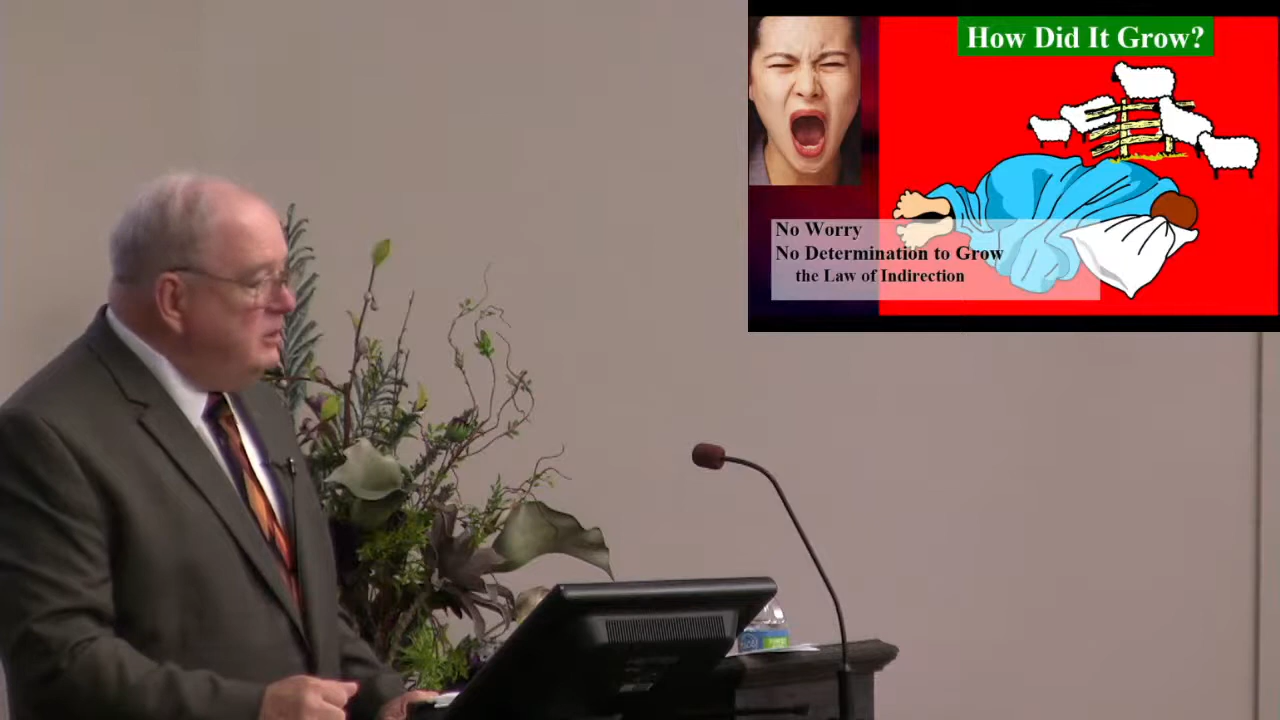 How Did It Grow?
No Worry
No Determination to Grow
the Law of Indirection